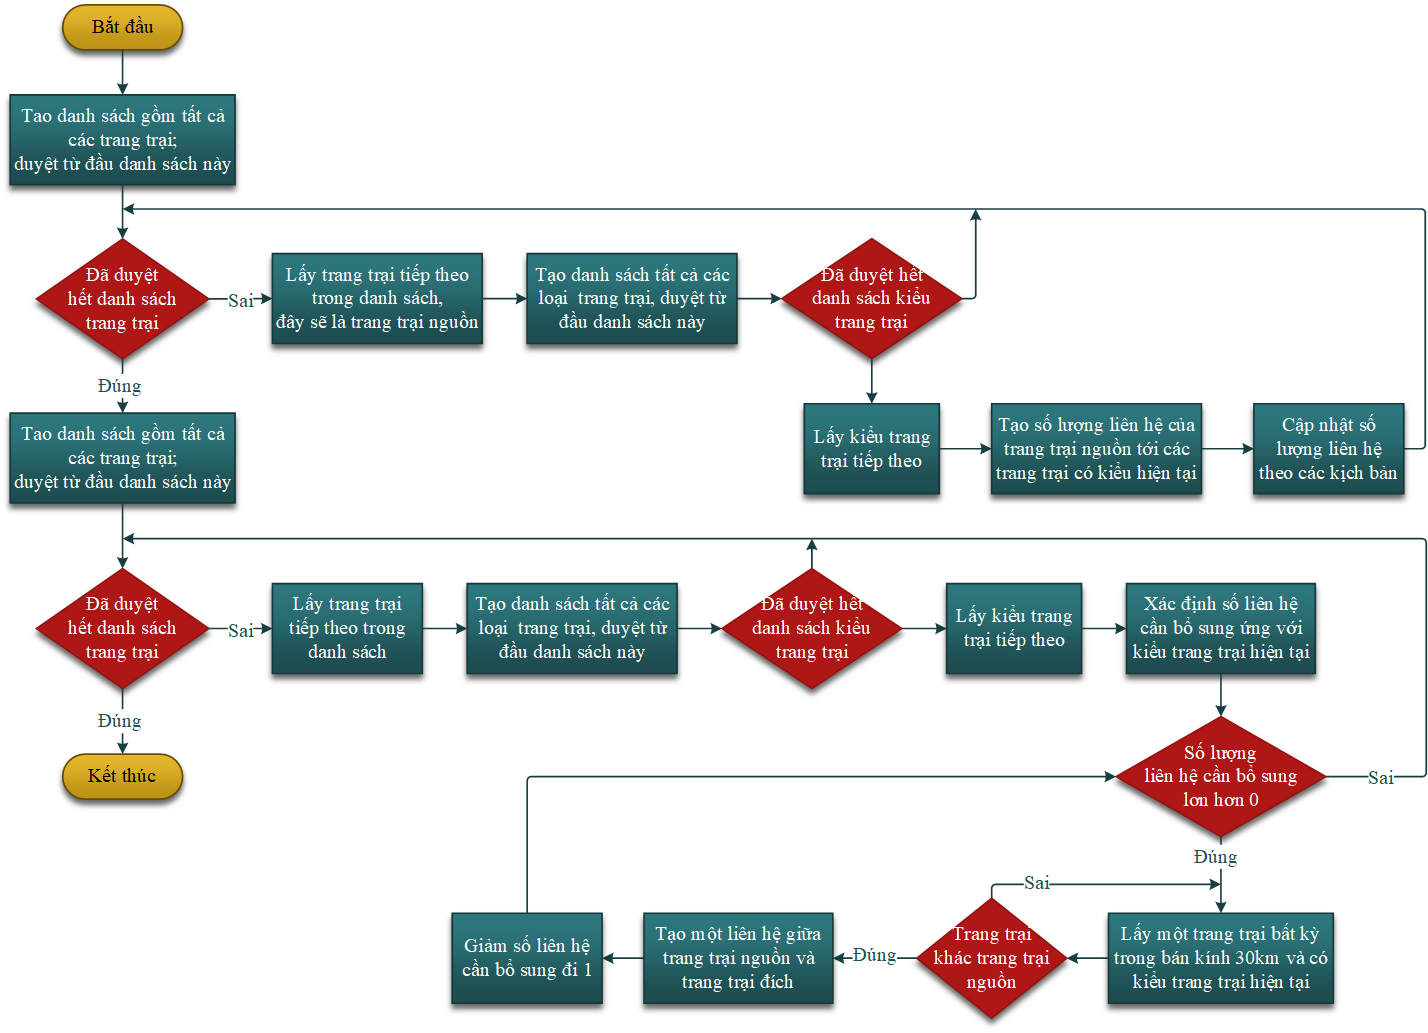 Bắt đầu
Tao danh sách gồm tất cả
các trang trại;
duyệt từ đầu danh sách này
Đã duyệt
hết danh sách
trang trại
Sai
Lấy trang trại tiếp theo
trong danh sách,
đây sẽ là trang trại nguồn
Tạo danh sách tất cả các
loại trang trại, duyệt từ
đầu danh sách này
Đã duyệt hết
danh sách kiểu
trang trại
Đúng
Lấy kiểu trang
trại tiếp theo
Tạo số lượng liên hệ của
trang trại nguồn tới các
trang trại có kiểu hiện tại
Cập nhật số
lượng liên hệ
theo các kịch bản
Tao danh sách gồm tất cả
các trang trại;
duyệt từ đầu danh sách này
Đã duyệt
hết danh sách
trang trại
Sai
Lấy trang trại
tiếp theo trong
danh sách
Tạo danh sách tất cả các
loại trang trại, duyệt từ
đầu danh sách này
Đã duyệt hết
danh sách kiểu
trang trại
Lấy kiểu trang
trại tiếp theo
Xác định số liên hệ
cần bổ sung ứng với
kiểu trang trại hiện tại
Đúng
Kết thúc
Số lượng
liên hệ cần bổ sung
lơn hơn 0
Sai
Đúng
Sai
Lấy một trang trại bất kỳ
trong bán kính 30km và có
kiểu trang trại hiện tại
Trang trại
khác trang trại
nguồn
Đúng
Tạo một liên hệ giữa
trang trại nguồn và
trang trại đích
Giảm số liên hệ
cần bổ sung đi 1